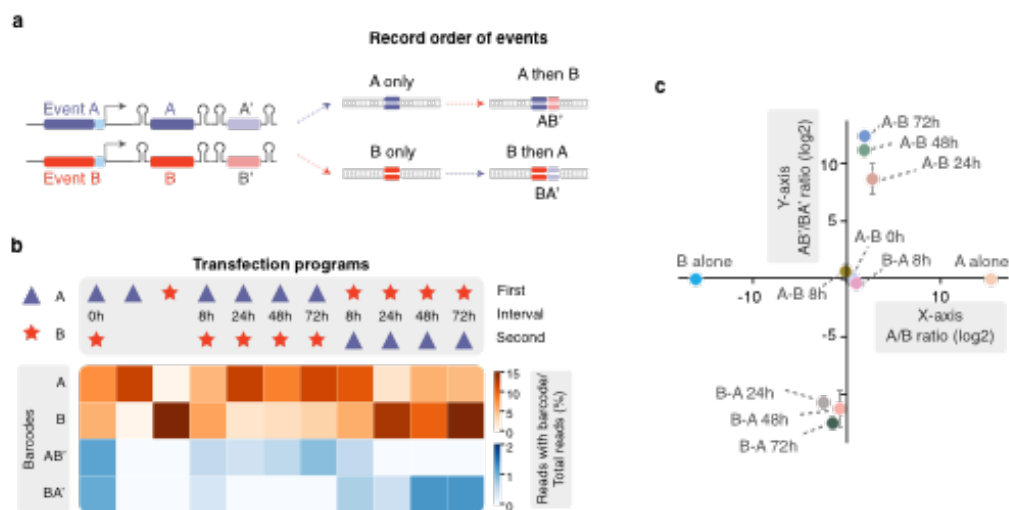 a
Record order of events
Event A
A
A'
Event B
B
B'
A only
A then B
AB'
B only
B then A
BA'
b
Transfection programs
A
B
First
Interval
Second
0h
8h
24h
48h
72h
8h
24h
48h
72h
Barcodes
A
B
AB'
BA'
15
10
5
0
2
1
0
Reads with barcode/
Total reads (%)
c
Y-axis
AB'/BA' ratio (log2)
10
5
-5
-10
10
A-B 72h
A-B 48h
A-B 24h
A-B 0h
B-A 8h
B alone
A alone
A-B 8h
X-axis
A/B ratio (log2)
B-A 24h
B-A 48h
B-A 72h